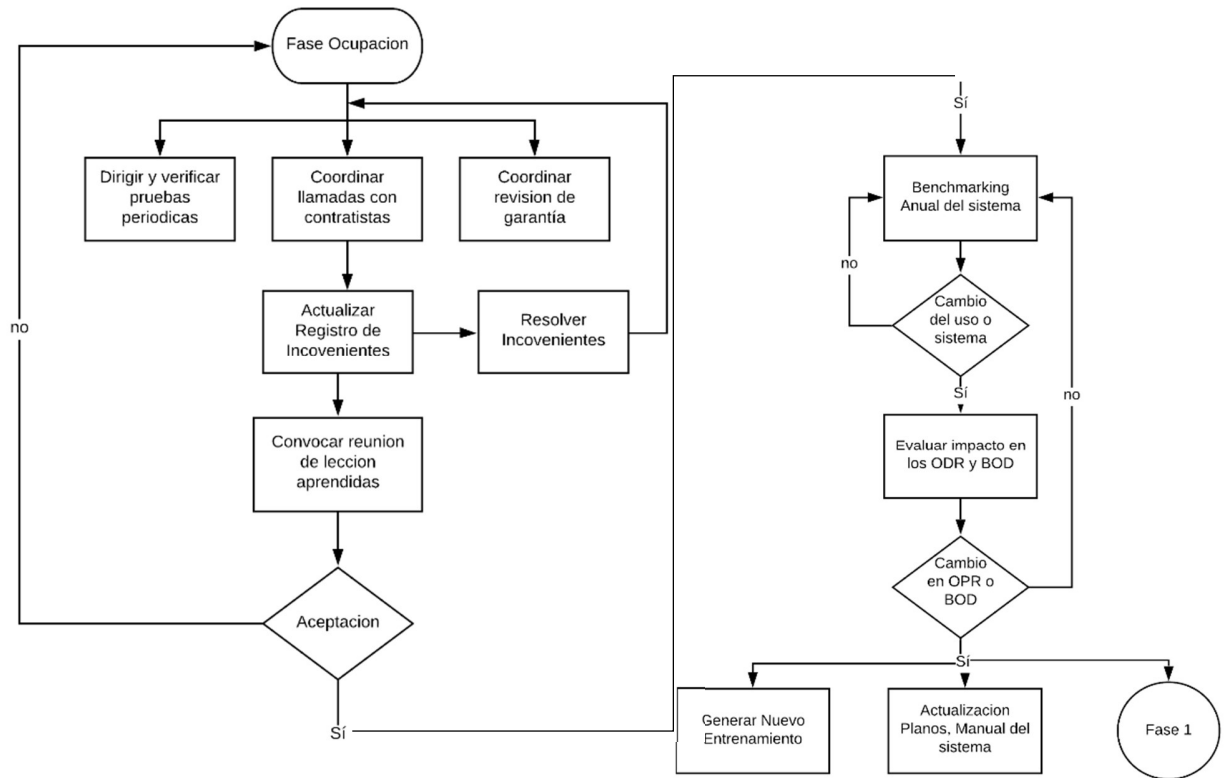 Fase Ocupacion
Dirigir y verificar
pruebas
periodicas
Coordinar
llamadas con
contratistas
Coordinar
revision de
garantía
Actualizar
Registro de
Incovenientes
Resolver
Incovenientes
no
Convocar reunion
de leccion
aprendidas
Aceptacion
Sí
Sí
Benchmarking
Anual del sistema
no
Cambio
del uso o
sistema
Sí
no
Evaluar impacto en
los ODR y BOD
Cambio
en OPR o
BOD
Sí
Generar Nuevo
Entrenamiento
Actualizacion
Planos, Manual del
sistema
Fase 1